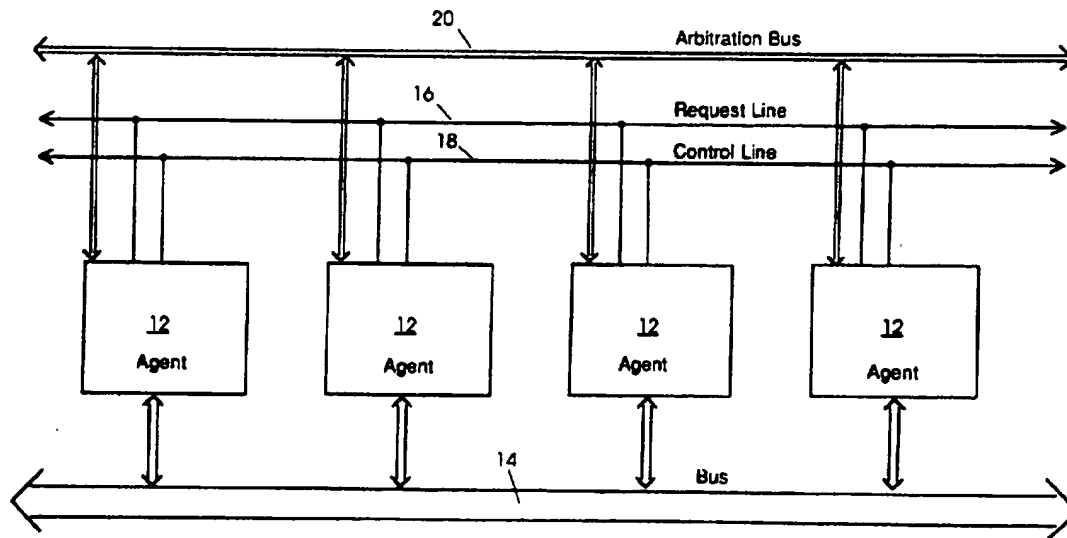 20
Arbitration Bus
16
Request Line
18
Control Line
12
Agent
12
Agent
12
Agent
12
Agent
14
Bus